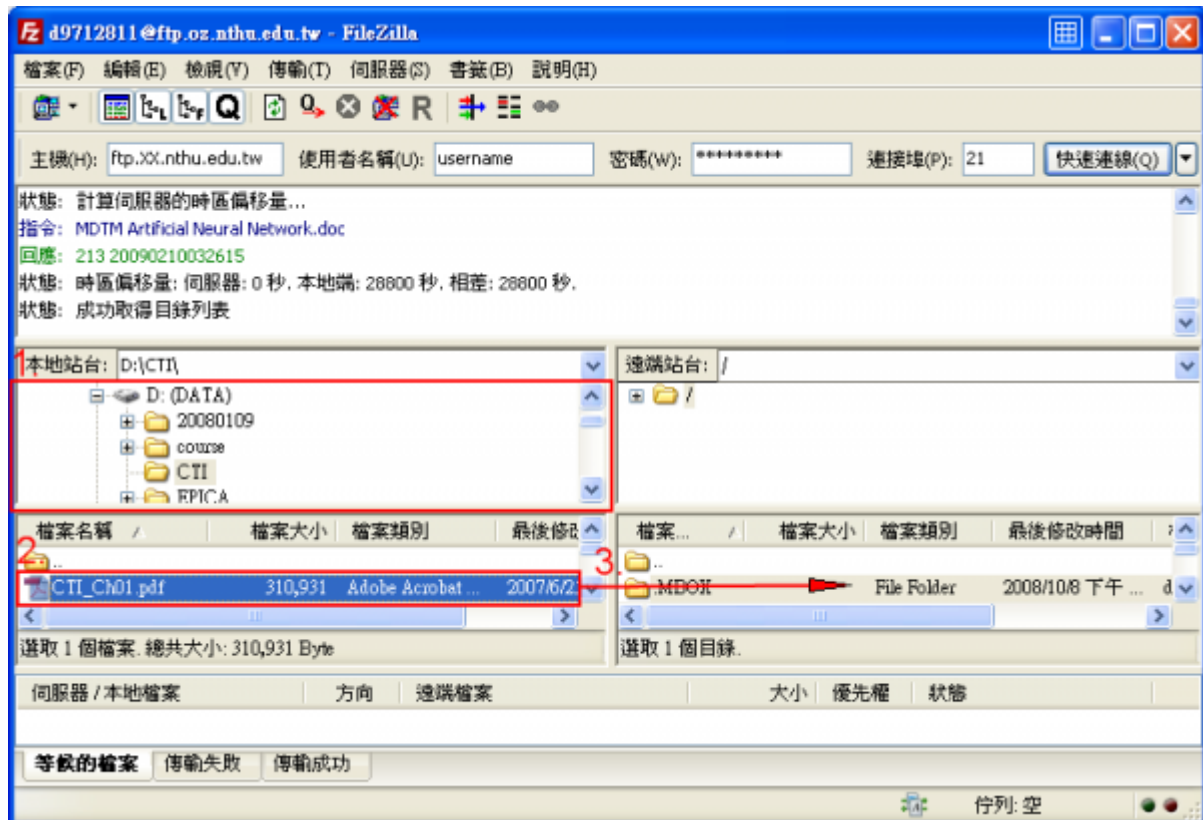 d9712811@ftp.oz.nthu.edu.tw - FileZilla
檔案(F) 編輯(E) 檢視(V) 傳輸(T) 伺服器(S) 書籤(B) 說明(H)
主機(H): ftp.XX.nthu.edu.tw 使用者名稱(U): username 密碼(W): ********* 連接埠(P): 21 快速連線(Q)
狀態: 計算伺服器的時區偏移量...
指令: MDTM Artificial Neural Network.doc
回應: 213 20090210032615
狀態: 時區偏移量: 伺服器: 0 秒. 本地端: 28800 秒. 相差: 28800 秒.
狀態: 成功取得目錄列表
1
本地站台: D:\CTI\
遠端站台: /
D: (DATA)
20080109
course
CTI
EPICA
/
檔案名稱 檔案大小 檔案類別 最後修改
檔案... 檔案大小 檔案類別 最後修改時間
2
..
3.
..
CTI_Ch01.pdf 310,931 Adobe Acrobat ... 2007/6/2
.MBOX File Folder 2008/10/8 下午 ... d
選取 1 個檔案. 總共大小: 310,931 Byte
選取 1 個目錄.
伺服器 / 本地檔案 方向 遠端檔案 大小 優先權 狀態
等候的檔案 傳輸失敗 傳輸成功
佇列: 空